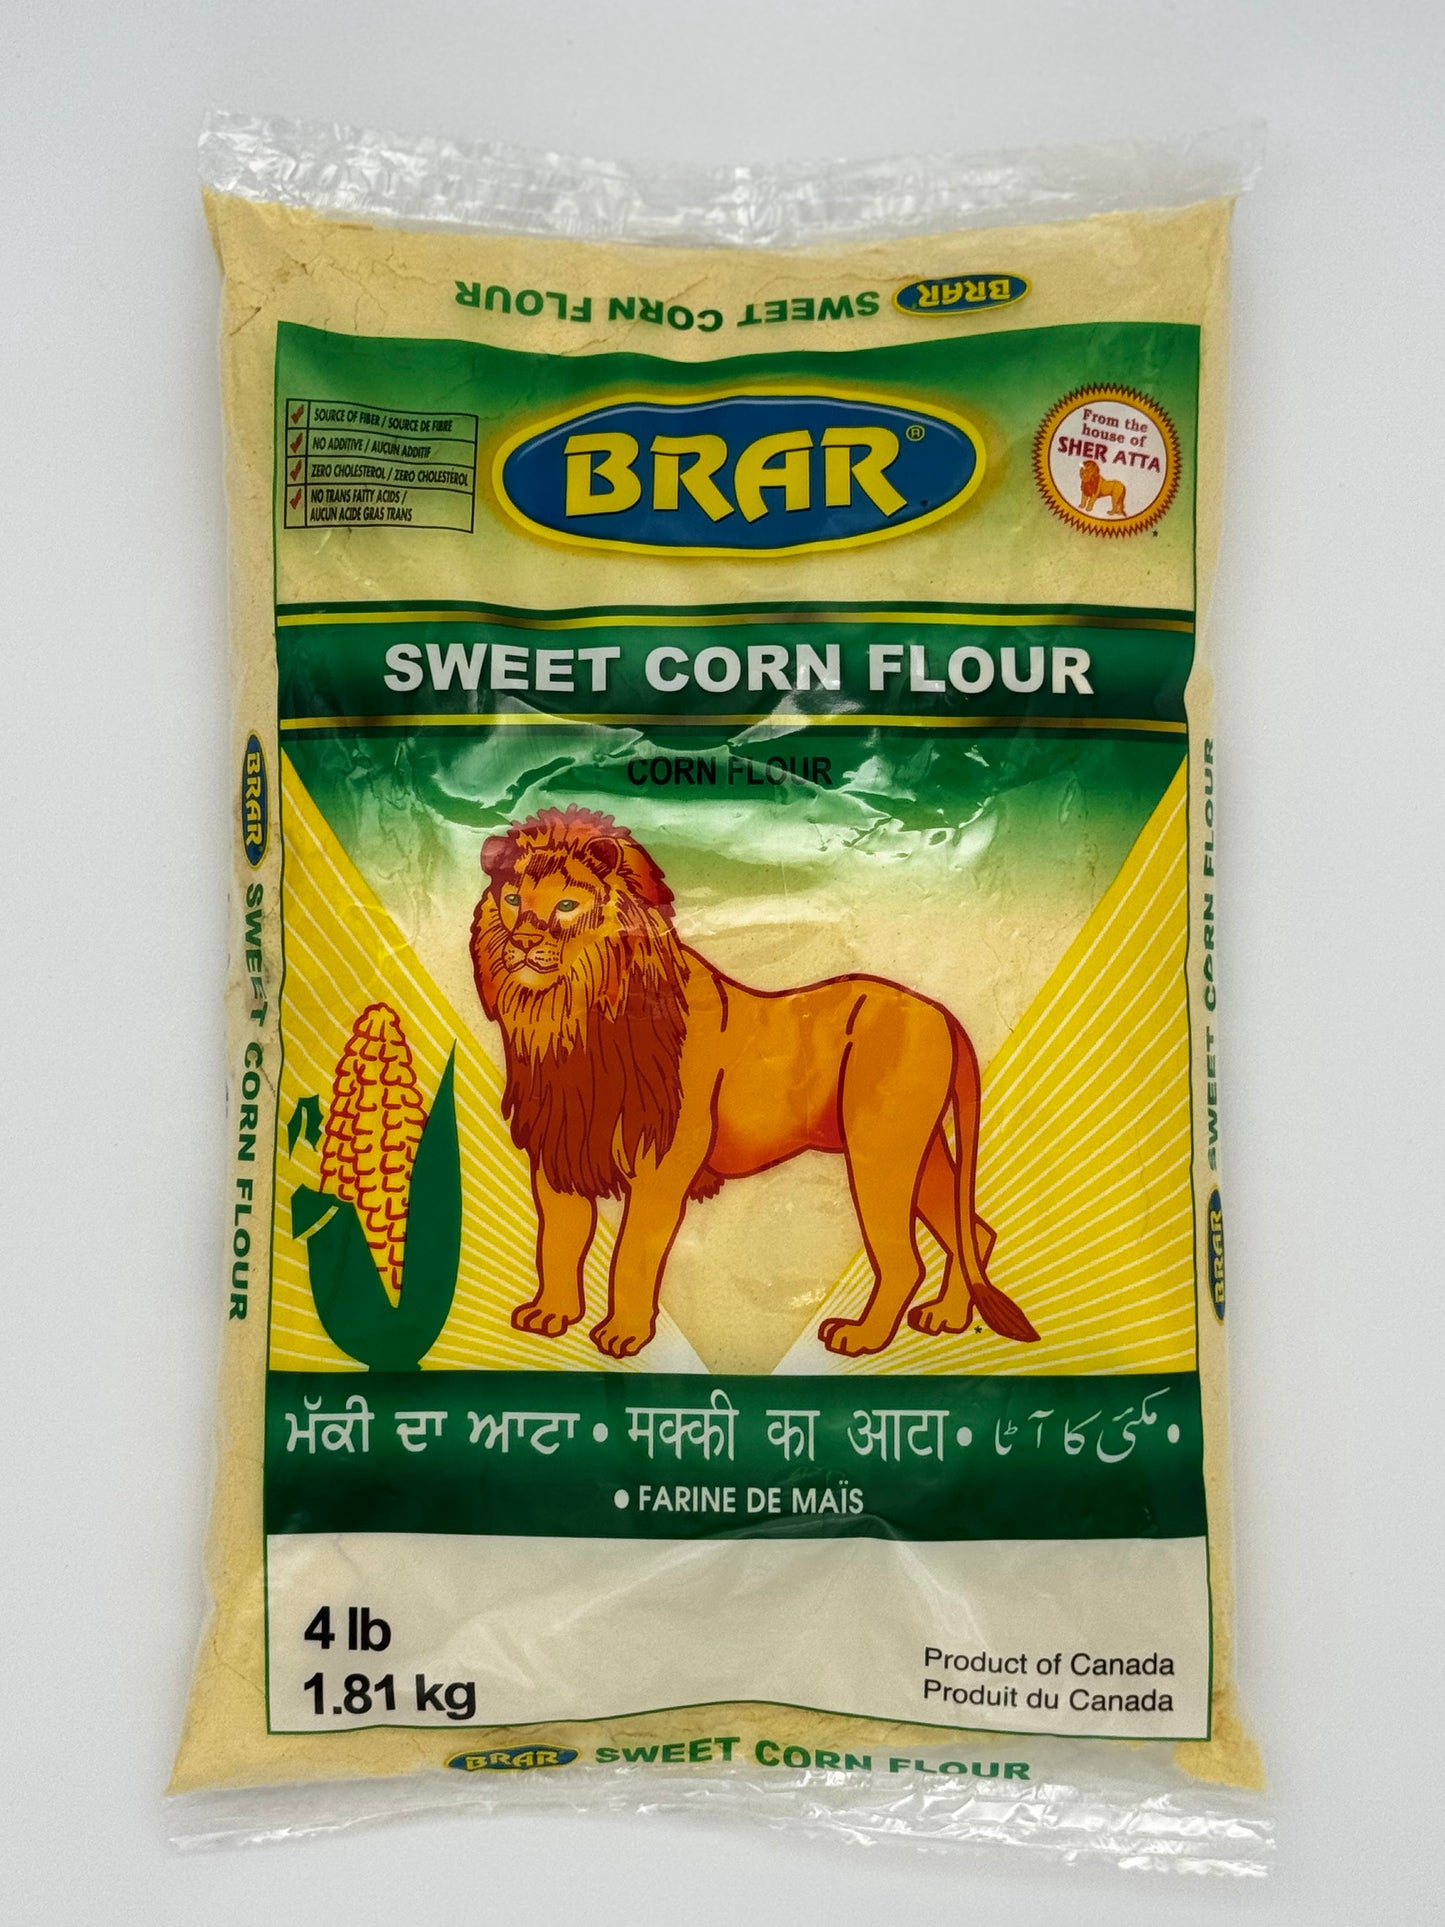 BRAR SWEET CORN FLOUR
SOURCE OF FIBER / SOURCE DE FIBRE
NO ADDITIVE / AUCUN ADDITIF
ZERO CHOLESTEROL / ZERO CHOLESTÉROL
NO TRANS FATTY ACIDS /
AUCUN ACIDE GRAS TRANS
BRAR®
From the
house of
SHER ATTA
SWEET CORN FLOUR
CORN FLOUR
BRAR SWEET CORN FLOUR
BRAR SWEET CORN FLOUR
ਮੱਕੀ ਦਾ ਆਟਾ • मक्की का आटा • مکئی کا آٹا •
• FARINE DE MAÏS
4 lb
1.81 kg
Product of Canada
Produit du Canada
BRAR SWEET CORN FLOUR